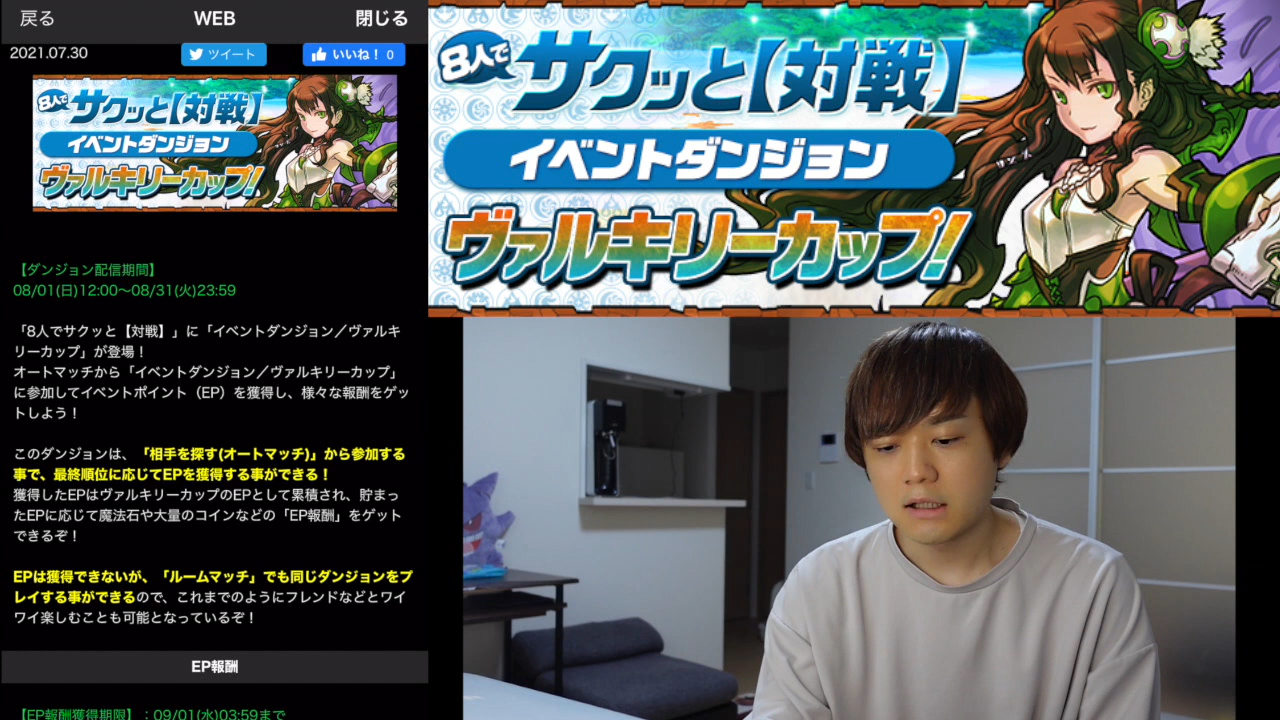 戻る
WEB
閉じる
2021.07.30
ツイート
いいね！ 0
8人で
サクッと【対戦】
イベントダンジョン
ヴァルキリーカップ!
【ダンジョン配信期間】
08/01(日)12:00〜08/31(火)23:59
「8人でサクッと【対戦】」に「イベントダンジョン／ヴァルキ
リーカップ」が登場！
オートマッチから「イベントダンジョン／ヴァルキリーカップ」
に参加してイベントポイント（EP）を獲得し、様々な報酬をゲッ
トしよう！
このダンジョンは、「相手を探す(オートマッチ)」から参加する
事で、最終順位に応じてEPを獲得する事ができる！
獲得したEPはヴァルキリーカップのEPとして累積され、貯まっ
たEPに応じて魔法石や大量のコインなどの「EP報酬」をゲット
できるぞ！
EPは獲得できないが、「ルームマッチ」でも同じダンジョンをプ
レイする事ができるので、これまでのようにフレンドなどとワイ
ワイ楽しむことも可能となっているぞ！
EP報酬
【EP報酬獲得期限】：09/01(水)03:59まで
8人で
サクッと【対戦】
イベントダンジョン
ヴァルキリーカップ!